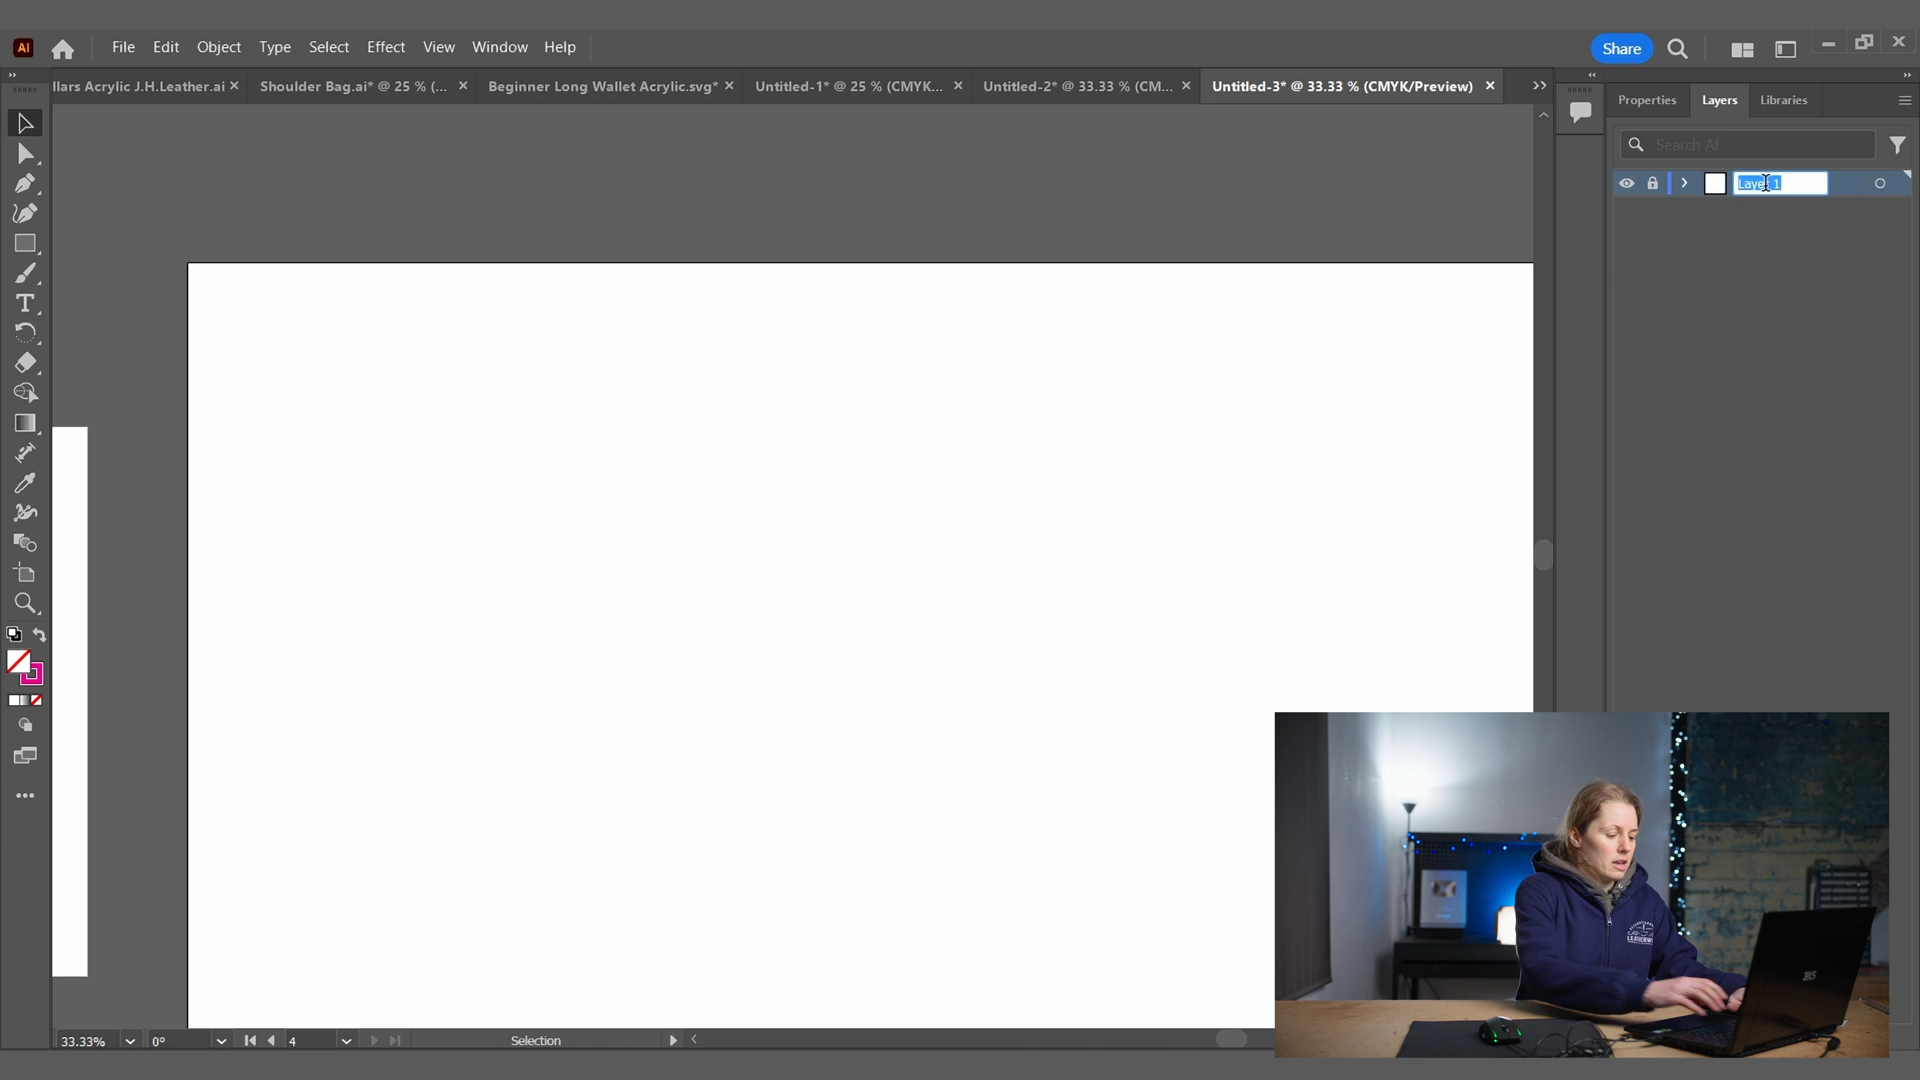 Ai File Edit Object Type Select Effect View Window Help Share
llars Acrylic J.H.Leather.ai × Shoulder Bag.ai* @ 25 % (... × Beginner Long Wallet Acrylic.svg* × Untitled-1* @ 25 % (CMYK... × Untitled-2* @ 33.33 % (CM... × Untitled-3* @ 33.33 % (CMYK/Preview) ×
Properties Layers Libraries
Search All
Layer 1
33.33% 0° 4 Selection